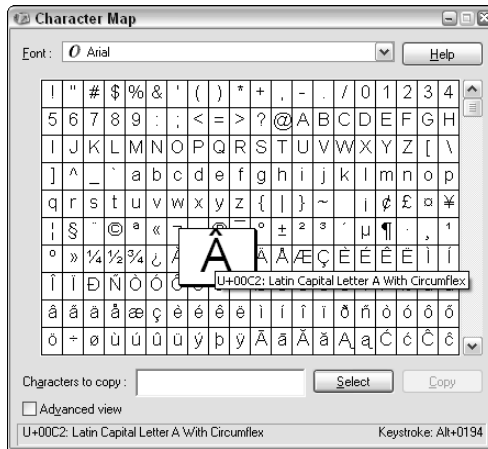 Character Map
Font : O Arial Help
! " # $ % & ' ( ) * + , - . / 0 1 2 3 4
5 6 7 8 9 : ; < = > ? @ A B C D E F G H
I J K L M N O P Q R S T U V W X Y Z [ \
] ^ _ ` a b c d e f g h i j k l m n o p
q r s t u v w x y z { | } ~ ¡ ¢ £ ¤ ¥
¦ § ¨ © ª « ¬ ® ¯ ° ± ² ³ ´ µ ¶ · ¸ ¹
º » ¼ ½ ¾ ¿ À Â Ä Å Æ Ç È É Ê Ë Ì Í
Î Ï Ð Ñ Ò Ó Ô
U+00C2: Latin Capital Letter A With Circumflex
â ã ä å æ ç è é ê ë ì í î ï ð ñ ò ó ô õ
ö ÷ ø ù ú û ü ý þ ÿ Ā ā Ă ă Ą ą Ć ć Ĉ ĉ
Characters to copy : Select Copy
Advanced view
U+00C2: Latin Capital Letter A With Circumflex Keystroke: Alt+0194